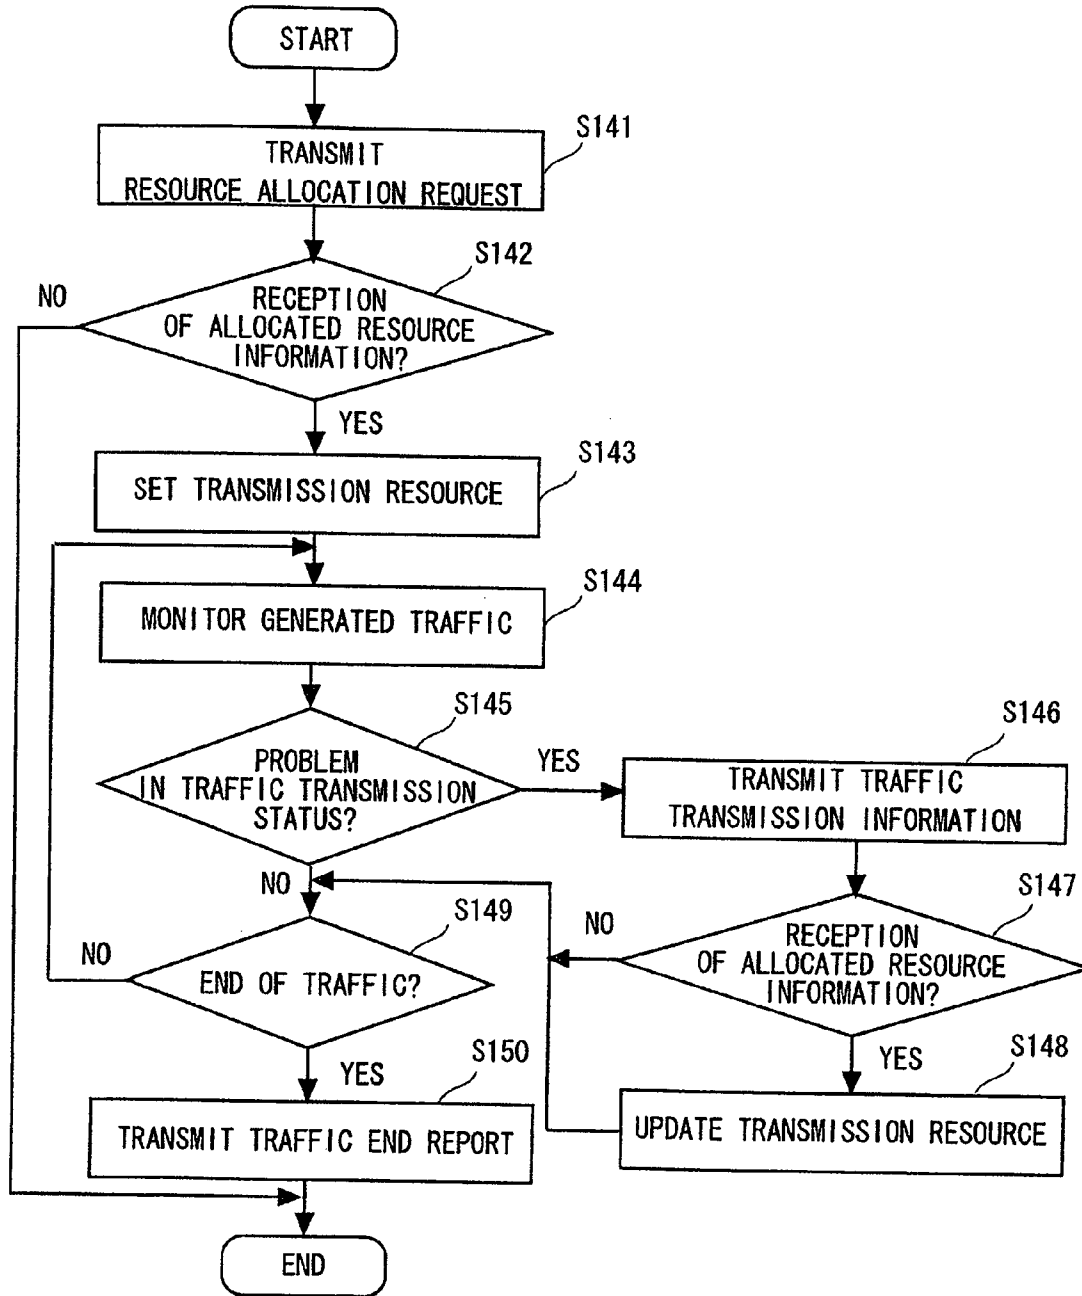 START
S141
TRANSMIT
RESOURCE ALLOCATION REQUEST
S142
NO
RECEPTION
OF ALLOCATED RESOURCE
INFORMATION?
YES
S143
SET TRANSMISSION RESOURCE
S144
MONITOR GENERATED TRAFFIC
S145
PROBLEM
IN TRAFFIC TRANSMISSION
STATUS?
YES
S146
TRANSMIT TRAFFIC
TRANSMISSION INFORMATION
NO
S147
NO
RECEPTION
OF ALLOCATED RESOURCE
INFORMATION?
YES
S148
UPDATE TRANSMISSION RESOURCE
S149
NO
END OF TRAFFIC?
YES
S150
TRANSMIT TRAFFIC END REPORT
END